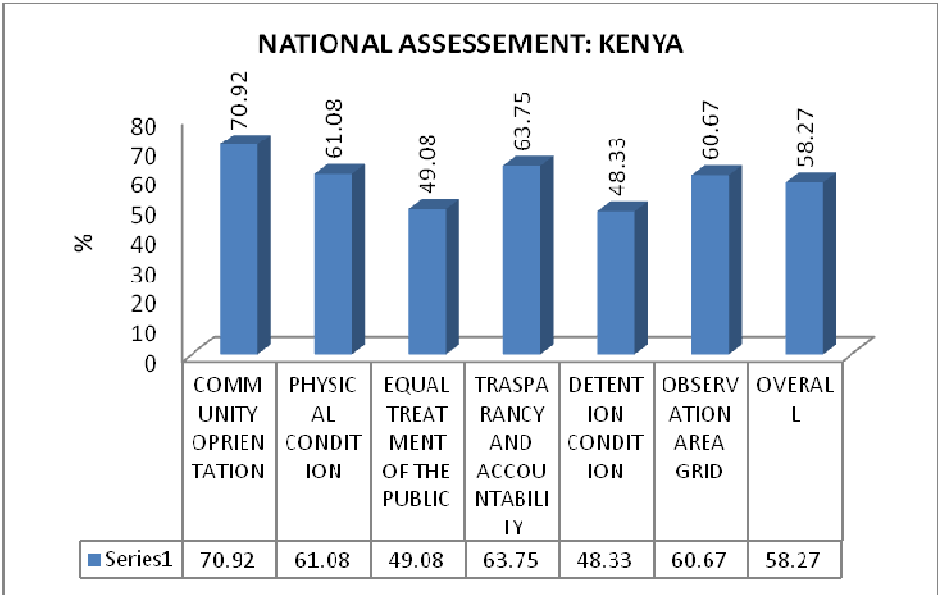 NATIONAL ASSESSEMENT: KENYA
70.92
61.08
49.08
63.75
48.33
60.67
58.27
%
80
70
60
50
40
30
20
10
0
COMM
UNITY
OPRIEN
TATION
PHYSIC
AL
CONDIT
ION
EQUAL
TREAT
MENT
OF THE
PUBLIC
TRASPA
RANCY
AND
ACCOU
NTABILI
IY
DETENT
ION
CONDIT
ION
OBSERV
ATION
AREA
GRID
OVERAL
L
Series1 70.92 61.08 49.08 63.75 48.33 60.67 58.27